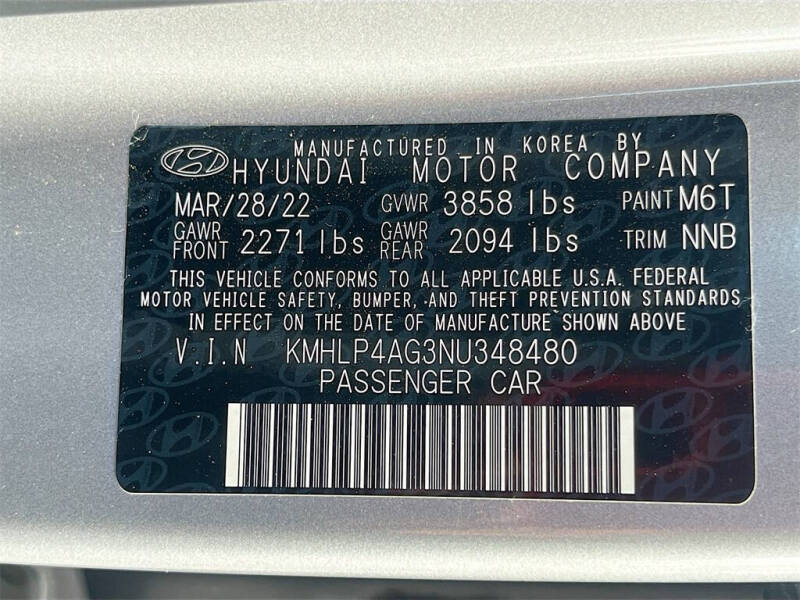 MANUFACTURED IN KOREA BY
HYUNDAI MOTOR COMPANY
MAR/28/22 GVWR 3858 lbs PAINT M6T
GAWR FRONT 2271 lbs GAWR REAR 2094 lbs TRIM NNB
THIS VEHICLE CONFORMS TO ALL APPLICABLE U.S.A. FEDERAL
MOTOR VEHICLE SAFETY, BUMPER, AND THEFT PREVENTION STANDARDS
IN EFFECT ON THE DATE OF MANUFACTURE SHOWN ABOVE
V.I.N KMHLP4AG3NU348480
PASSENGER CAR